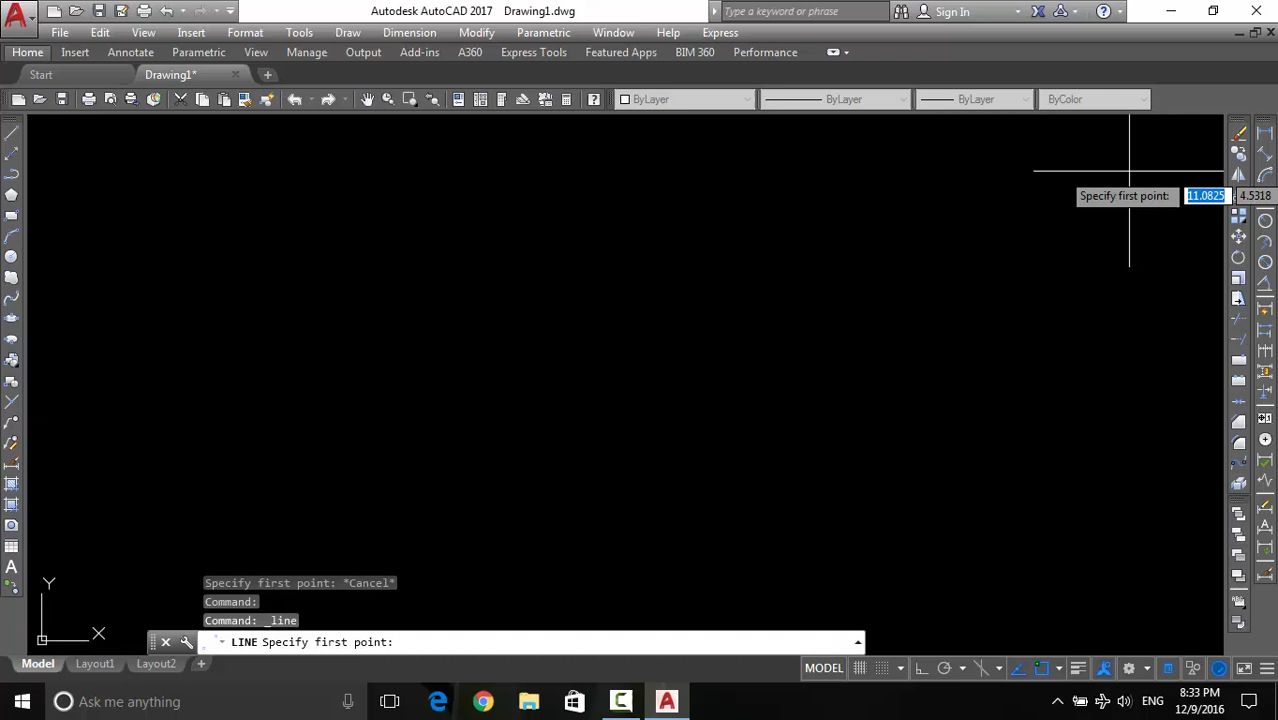 Autodesk AutoCAD 2017 Drawing1.dwg
Type a keyword or phrase
Sign In
File Edit View Insert Format Tools Draw Dimension Modify Parametric Window Help Express
Home Insert Annotate Parametric View Manage Output Add-ins A360 Express Tools Featured Apps BIM 360 Performance
Start Drawing1*
ByLayer ByLayer ByLayer ByColor
Specify first point: 11.0825 4.5318
Y
X
Specify first point: *Cancel*
Command:
Command: _line
LINE Specify first point:
Model Layout1 Layout2
MODEL
Ask me anything
ENG
8:33 PM
12/9/2016